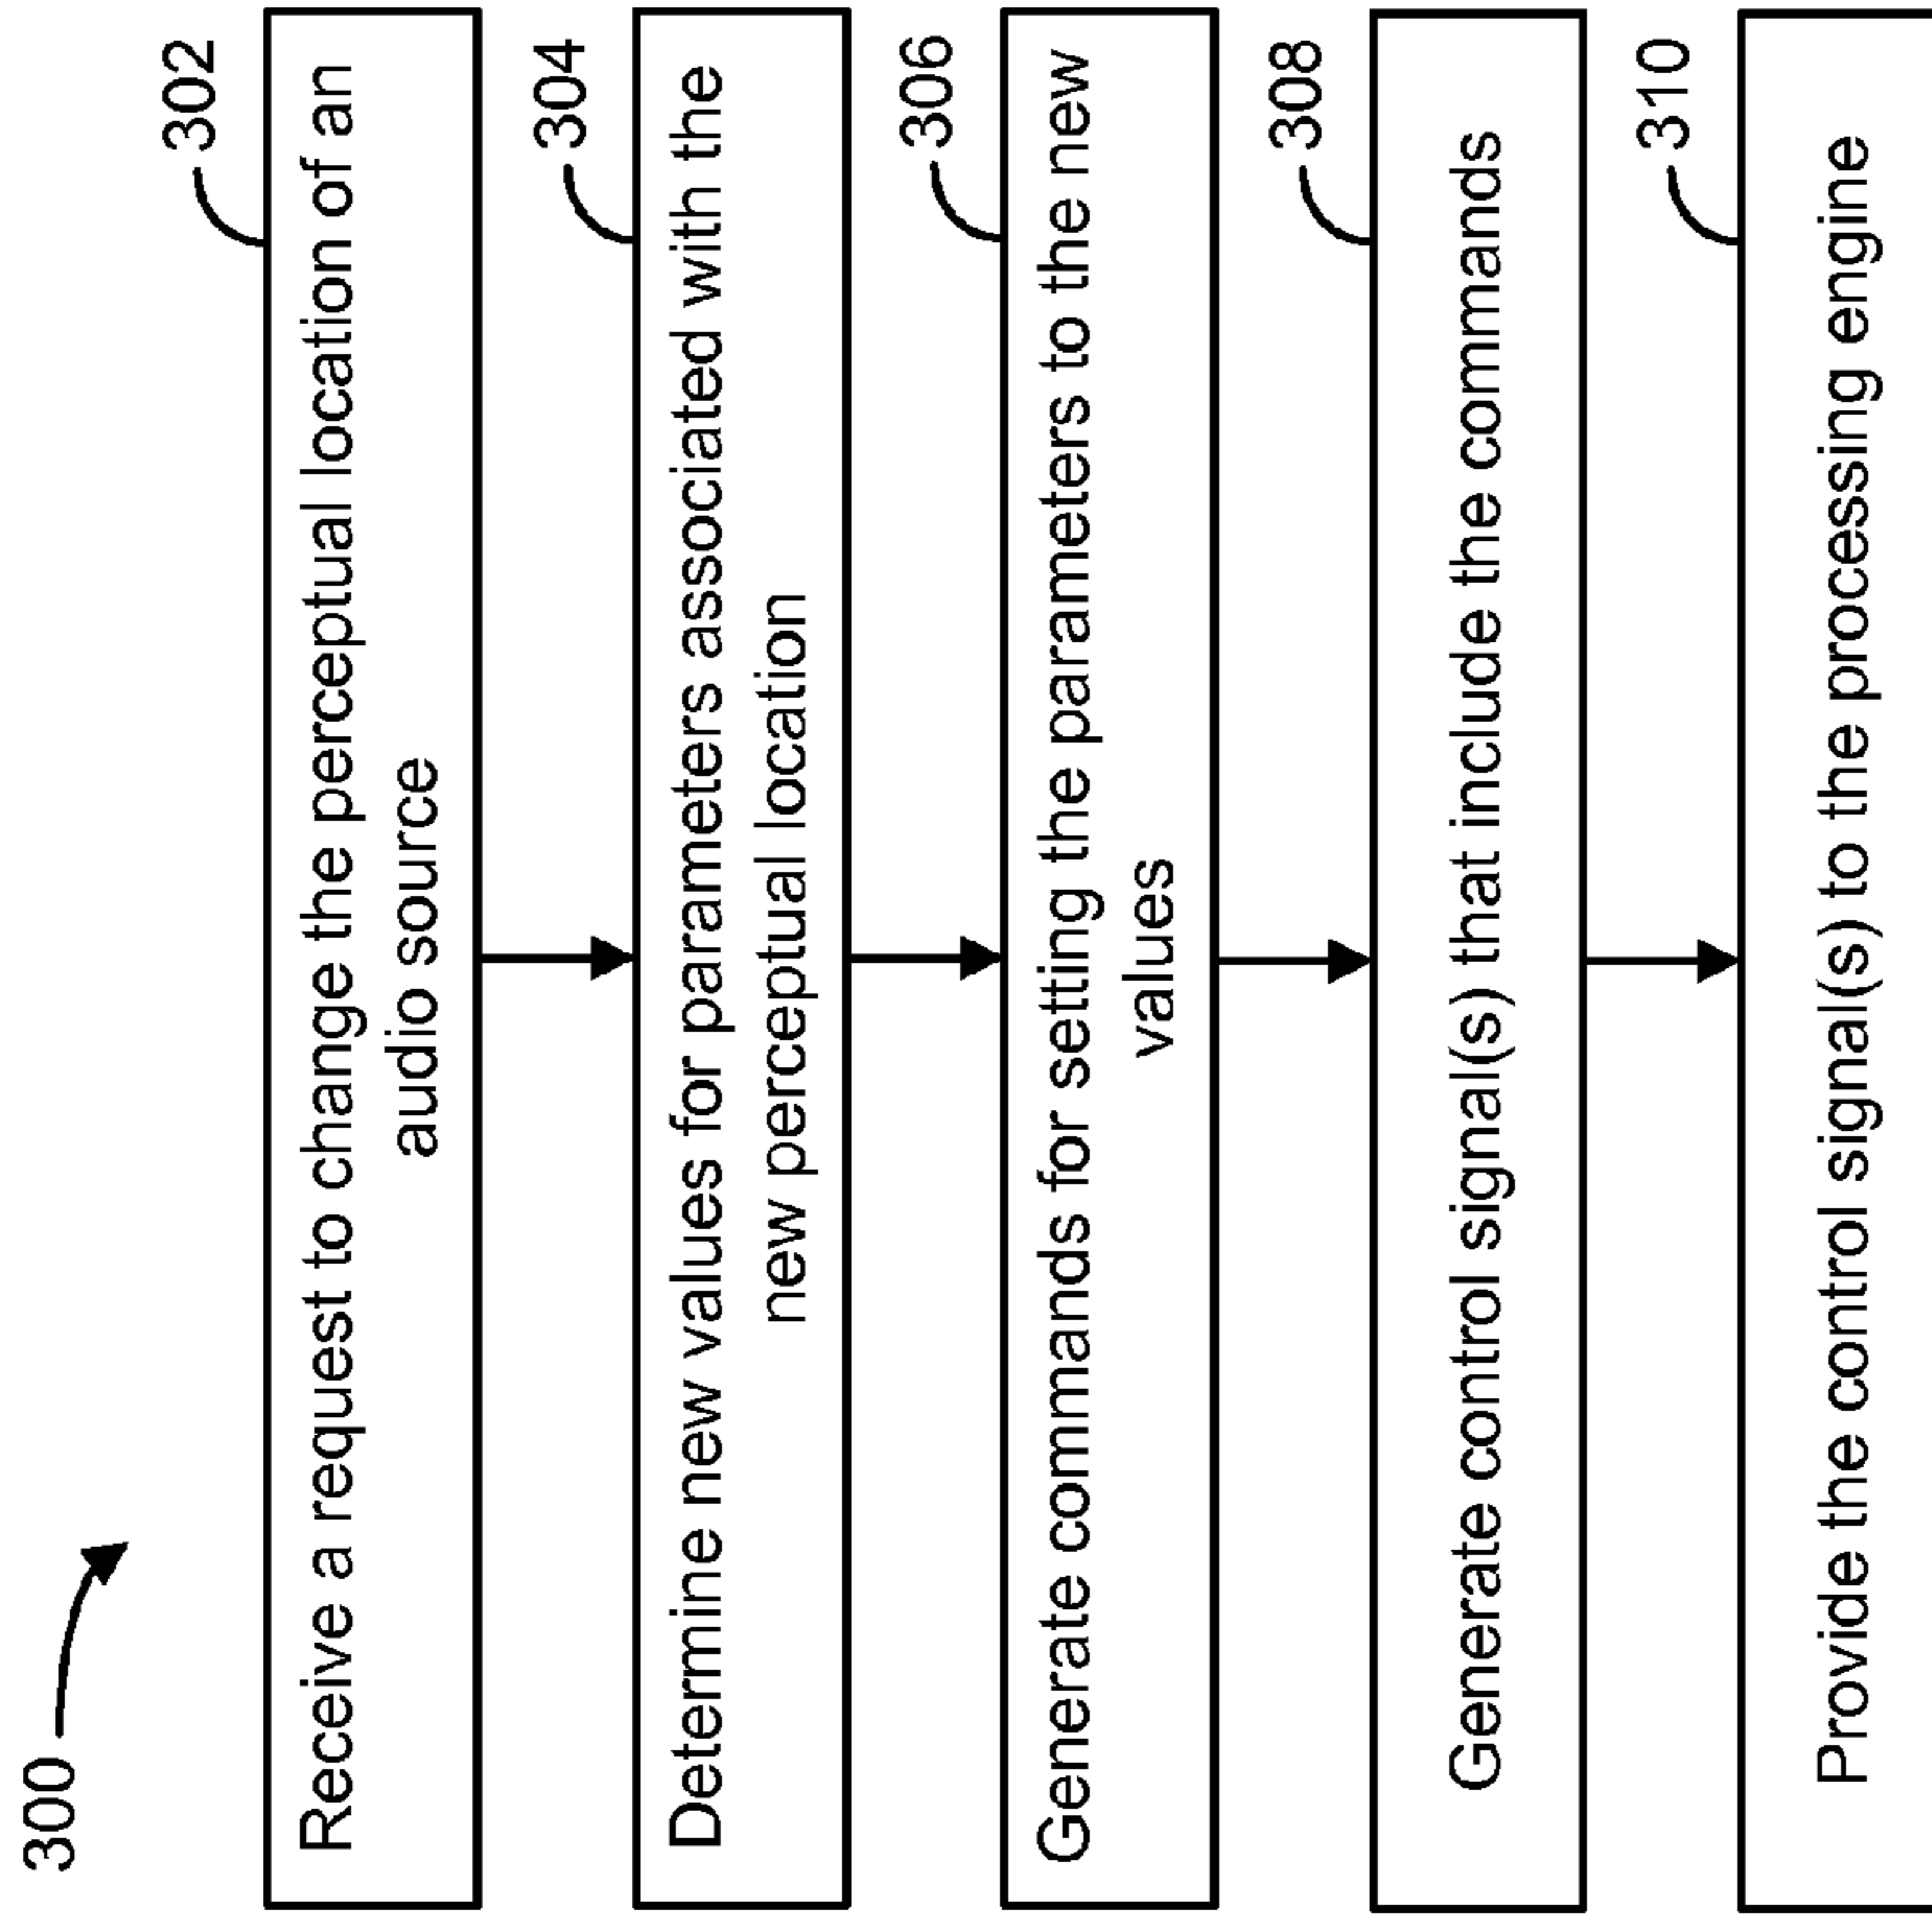 300
302
Receive a request to change the perceptual location of an
audio source
304
Determine new values for parameters associated with the
new perceptual location
306
Generate commands for setting the parameters to the new
values
308
Generate control signal(s) that include the commands
310
Provide the control signal(s) to the processing engine